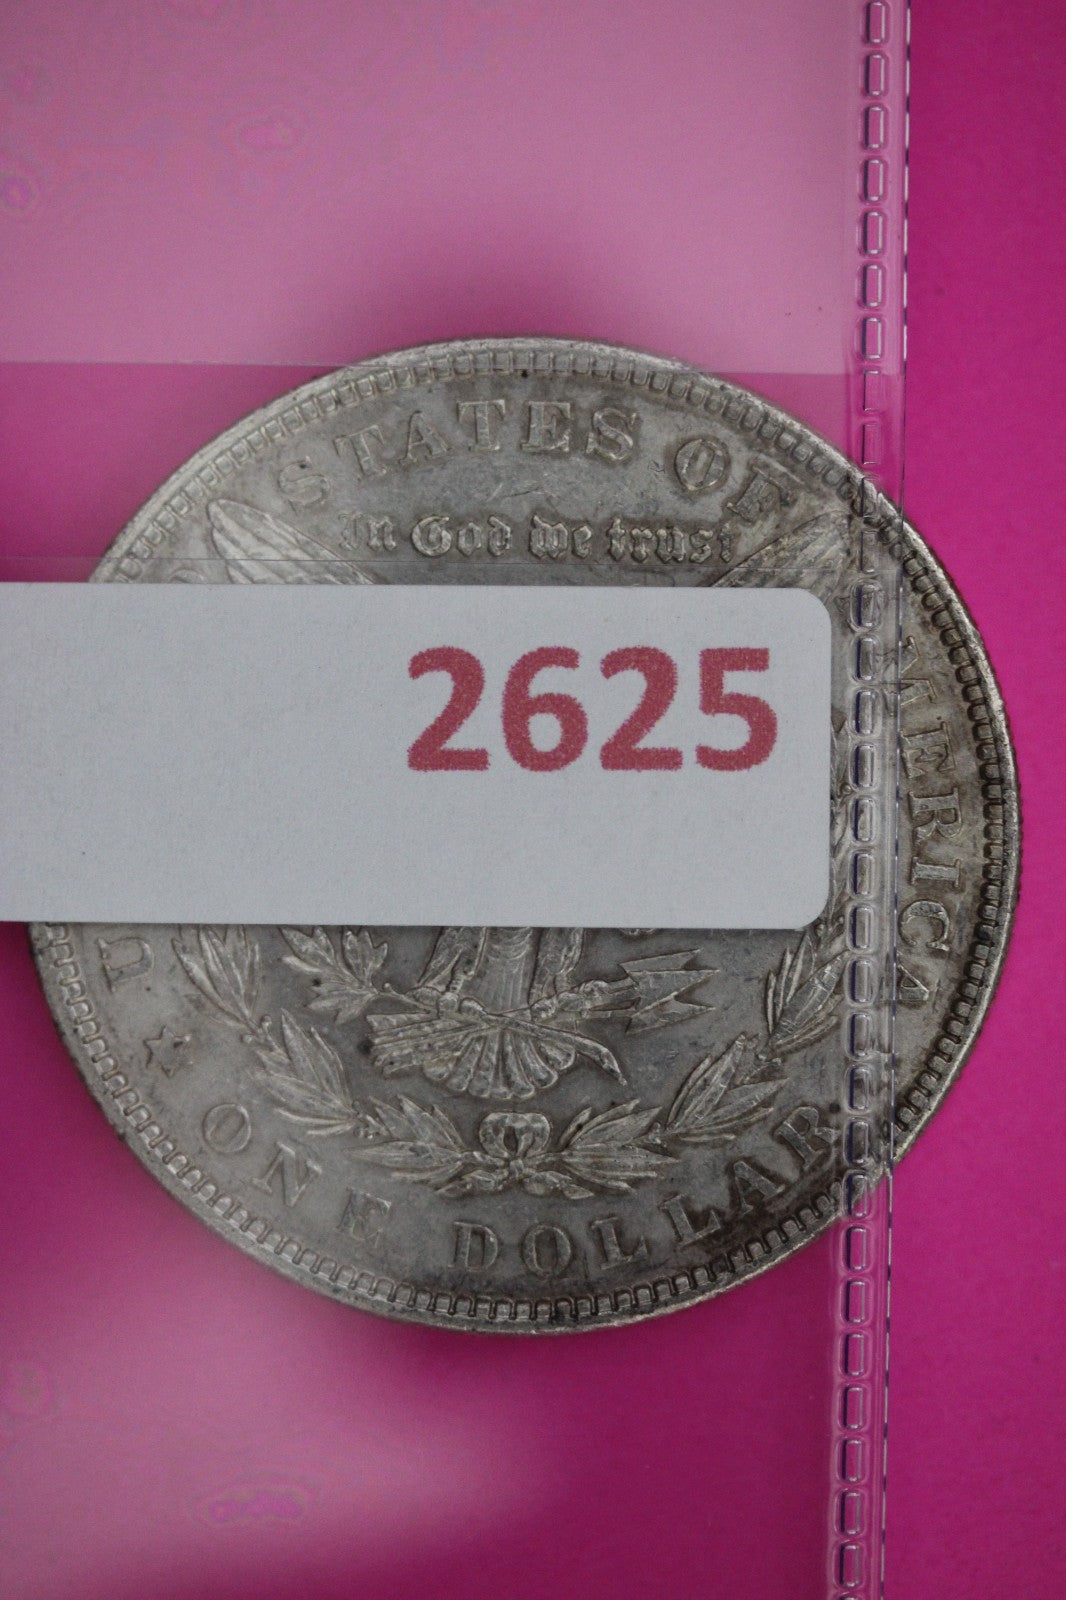 STATES OF AMERICA
In God we trust
2625
U
ONE DOLLAR